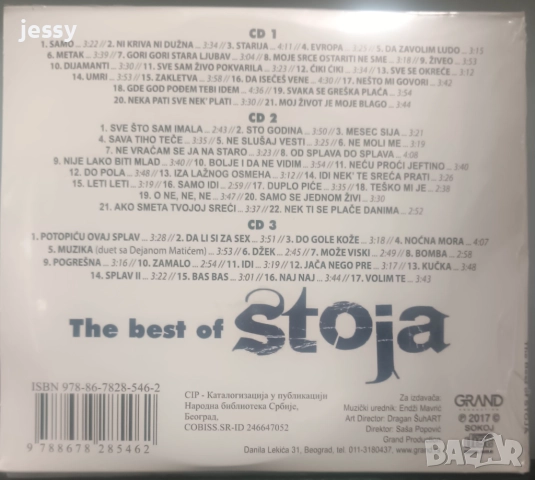 jessy
CD 1
1. SAMO ... 3:22 // 2. NI KRIVA NI DUŽNA ... 3:34 // 3. STARIJA ... 4:11 // 4. EVROPA ... 3:25 // 5. DA ZAVOLIM LUDO ... 3:15
6. METAK ... 3:39 // 7. GORI GORI STARA LJUBAV ... 3:04 // 8. MOJE SRCE OSTARITI NE SME ... 3:18 // 9. ŽIVEO ... 3:53
10. DIJAMANTI ... 3:30 // 11. SVE SAM ŽIVO POKVARILA ... 3:23 // 12. ČIKI ĆIKI ... 3:34 // 13. SVE SE OKREĆE ... 3:12
14. UMRI ... 3:53 // 15. ZAKLETVA ... 3:58 // 16. DA ISEČEŠ VENE ... 4:30 // 17. NEŠTO MI GOVORI ... 3:42
18. GDE GOD PODEM TEBI IDEM ... 4:36 // 19. SVAKA SE GREŠKA PLAĆA ... 3:54
20. NEKA PATI SVE NEK' PLATI ... 3:30 // 21. MOJ ŽIVOT JE MOJE BLAGO ... 3:44
CD 2
1. SVE ŠTO SAM IMALA ... 2:43 // 2. STO GODINA ... 3:50 // 3. MESEC SIJA ... 3:21
4. SAVA TIHO TEČE ... 3:35 // 5. NE SLUŠAJ VESTI ... 3:25 // 6. NE MOLI ME ... 3:19
7. NE VRAĆAM SE JA NA STARO ... 3:23 // 8. OD SPLAVA DO SPLAVA ... 4:06
9. NIJE LAKO BITI MLAD ... 3:40 // 10. BOLJE I DA NE VIDIM ... 3:54 // 11. NEĆU PROĆI JEFTINO ... 3:20
12. DO POLA ... 3:48 // 13. IZA LAŽNOG OSMEHA ... 3:12 // 14. IDI NEK' TE SREĆA PRATI ... 3:26
15. LETI LETI ... 3:19 // 16. SAMO IDI ... 2:59 // 17. DUPLO PIĆE ... 3:35 // 18. TEŠKO MI JE ... 2:38
19. O NE, NE, NE ... 3:47 // 20. SAMO SE JEDNOM ŽIVI ... 3:30
21. AKO SMETA TVOJOJ SREĆI ... 3:37 // 22. NEK TI SE PLAČE DANIMA ... 2:52
CD 3
1. POTOPIĆU OVAJ SPLAV ... 3:28 // 2. DA LI SI ZA SEX ... 3:51 // 3. DO GOLE KOŽE ... 3:18 // 4. NOĆNA MORA ... 4:07
5. MUZIKA (duet sa Dejanom Matićem) ... 3:53 // 6. DŽEK ... 2:45 // 7. MOŽE VISKI ... 2:49 // 8. BOMBA ... 2:58
9. POGREŠNA ... 3:16 // 10. ZAMALO ... 2:54 // 11. IDI ... 3:19 // 12. JAČA NEGO PRE ... 3:17 // 13. KUČKA ... 3:48
14. SPLAV II ... 3:22 // 15. BAS BAS ... 3:01 // 16. NAJ NAJ ... 3:44 // 17. VOLIM TE ... 3:43
The best of stoja
ISBN 978-86-7828-546-2
9 788678 285462
CIP - Каталогизација у публикацији
Народна библиотека Србије,
Београд.
COBISS.SR-ID 246647052
Za izdavača:
Muzički urednik: Endži Mavrić
Art Director: Dragan ŠuhART
Direktor: Saša Popović
Grand Produ
Danila Lekića 31, Beograd, tel: 011-3180437, www.grand
GRAND
℗ 2017 ©
SOKOJ
bazar